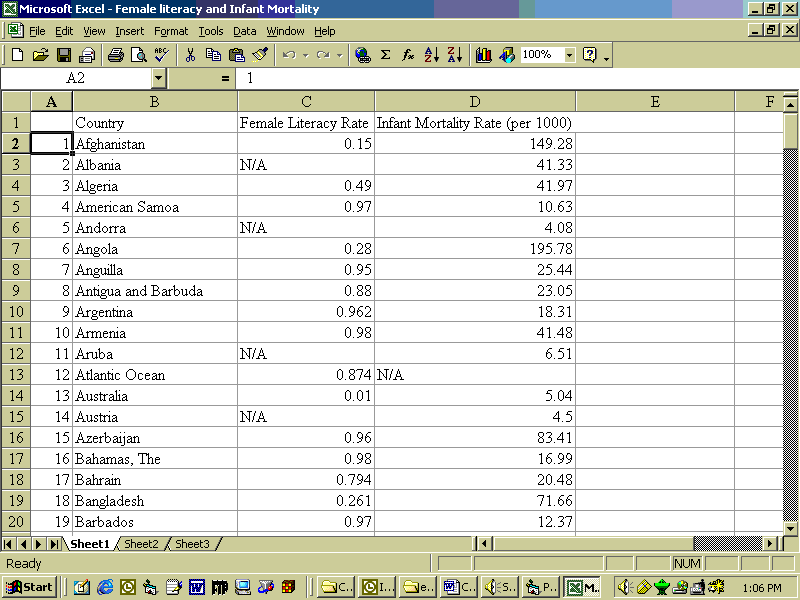 Microsoft Excel - Female literacy and Infant Mortality
File Edit View Insert Format Tools Data Window Help
100%
A2 = 1
A B C D E F
1 Country Female Literacy Rate Infant Mortality Rate (per 1000)
2 1 Afghanistan 0.15 149.28
3 2 Albania N/A 41.33
4 3 Algeria 0.49 41.97
5 4 American Samoa 0.97 10.63
6 5 Andorra N/A 4.08
7 6 Angola 0.28 195.78
8 7 Anguilla 0.95 25.44
9 8 Antigua and Barbuda 0.88 23.05
10 9 Argentina 0.962 18.31
11 10 Armenia 0.98 41.48
12 11 Aruba N/A 6.51
13 12 Atlantic Ocean 0.874 N/A
14 13 Australia 0.01 5.04
15 14 Austria N/A 4.5
16 15 Azerbaijan 0.96 83.41
17 16 Bahamas, The 0.98 16.99
18 17 Bahrain 0.794 20.48
19 18 Bangladesh 0.261 71.66
20 19 Barbados 0.97 12.37
Sheet1 Sheet2 Sheet3
Ready NUM
Start C.. I... e.. C.. S.. P.. M.. 1:06 PM